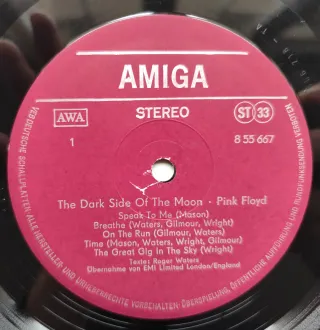 AMIGA
AWA
STEREO
ST 33
1
8 55 667
The Dark Side Of The Moon · Pink Floyd
Speak To Me (Mason)
Breathe (Waters, Gilmour, Wright)
On The Run (Gilmour, Waters)
Time (Mason, Waters, Wright, Gilmour)
The Great Gig In The Sky (Wright)
Texte: Roger Waters
Übernahme von EMI Limited London/England
VEB DEUTSCHE SCHALLPLATTEN · ALLE HERSTELLER- UND URHEBERRECHTE VORBEHALTEN · ÜBERSPIELUNG, ÖFFENTLICHE AUFFÜHRUNG UND RUNDFUNKSENDUNG VERBOTEN.